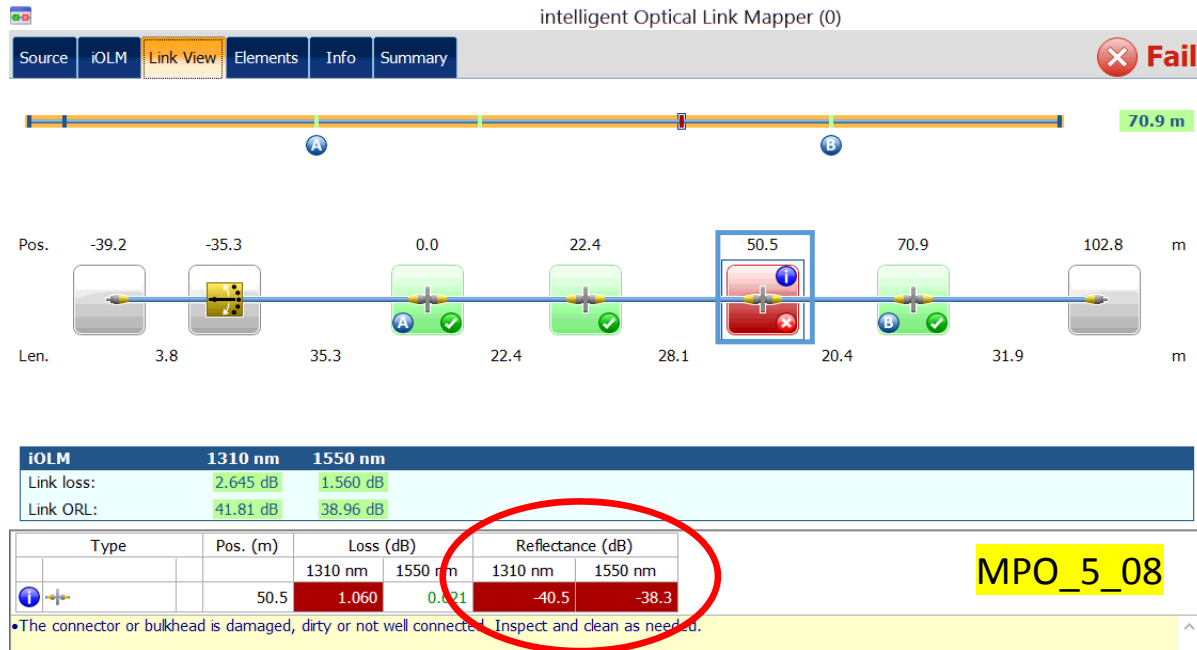 intelligent Optical Link Mapper (0)
Source iOLM Link View Elements Info Summary Fail
70.9 m
A B
Pos. -39.2 -35.3 0.0 22.4 50.5 70.9 102.8 m
i
A B
Len. 3.8 35.3 22.4 28.1 20.4 31.9 m
iOLM 1310 nm 1550 nm
Link loss: 2.645 dB 1.560 dB
Link ORL: 41.81 dB 38.96 dB
Type Pos. (m) Loss (dB) Reflectance (dB)
1310 nm 1550 nm 1310 nm 1550 nm
i 50.5 1.060 0.621 -40.5 -38.3
MPO_5_08
•The connector or bulkhead is damaged, dirty or not well connected. Inspect and clean as needed.